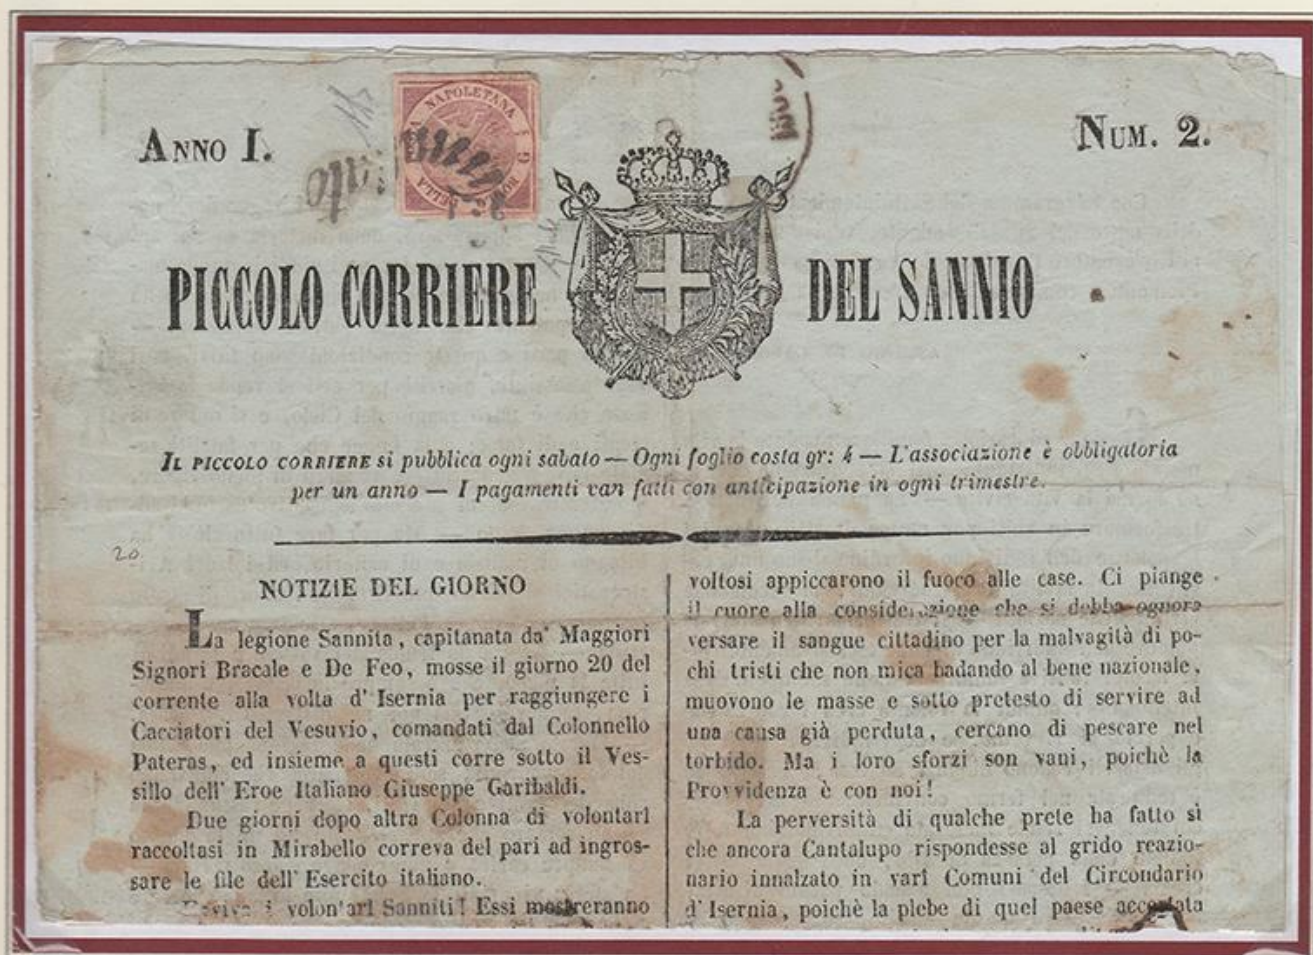 ANNO I.
NUM. 2.
NAPOLETANA
G
BOLLA
PICCOLO CORRIERE DEL SANNIO
IL PICCOLO CORRIERE si pubblica ogni sabato — Ogni foglio costa gr: 4 — L'associazione è obbligatoria
per un anno — I pagamenti van fatti con anticipazione in ogni trimestre.
20
NOTIZIE DEL GIORNO
La legione Sannita, capitanata da' Maggiori
Signori Bracale e De Feo, mosse il giorno 20 del
corrente alla volta d'Isernia per raggiungere i
Cacciatori del Vesuvio, comandati dal Colonnello
Pateras, ed insieme a questi corre sotto il Ves-
sillo dell' Eroe Italiano Giuseppe Garibaldi.
Due giorni dopo altra Colonna di volontarî
raccoltasi in Mirabello correva del pari ad ingros-
sare le file dell' Esercito italiano.
i volontarî Sanniti! Essi mostreranno
voltosi appiccarono il fuoco alle case. Ci piange
il cuore alla considerazione che si debba ognora
versare il sangue cittadino per la malvagità di po-
chi tristi che non mica badando al bene nazionale,
muovono le masse e sotto pretesto di servire ad
una causa già perduta, cercano di pescare nel
torbido. Ma i loro sforzi son vani, poichè la
Provvidenza è con noi!
La perversità di qualche prete ha fatto sì
che ancora Cantalupo rispondesse al grido reazio-
nario innalzato in varî Comuni del Circondario
d'Isernia, poichè la plebe di quel paese